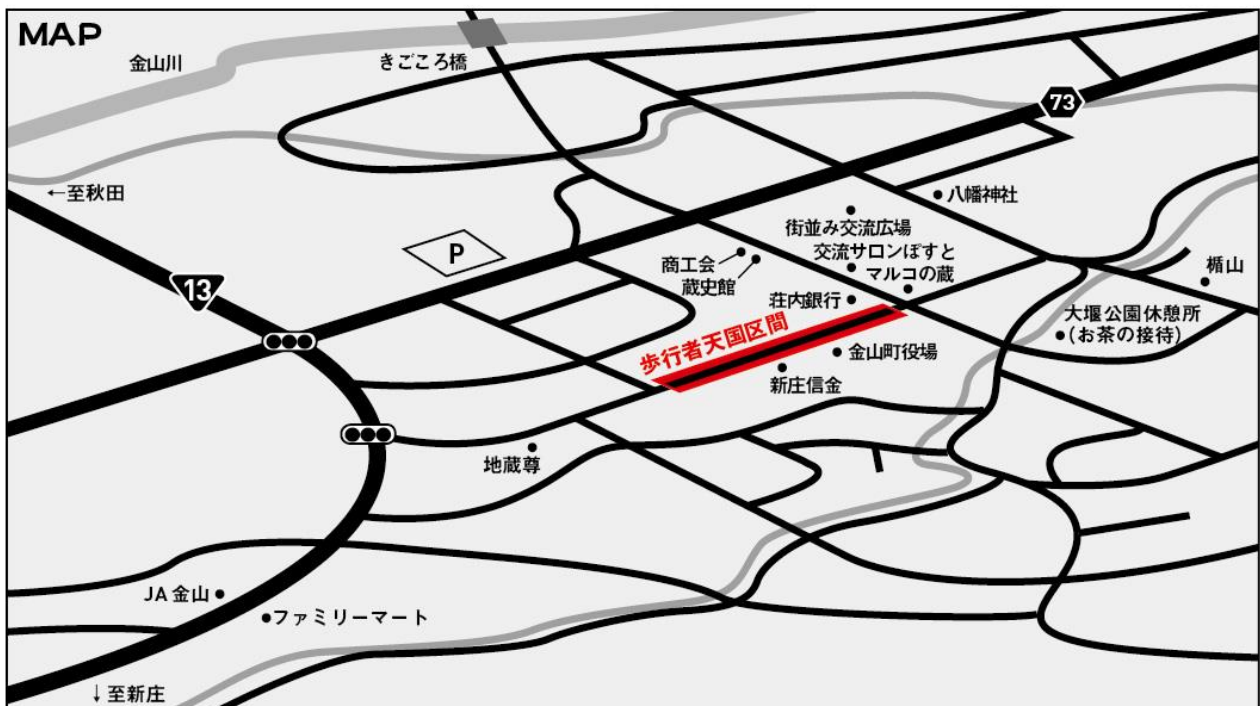 MAP
金山川
きごころ橋
73
←至秋田
八幡神社
街並み交流広場
P
交流サロンぽすと
商工会
マルコの蔵
楯山
蔵史館
13
荘内銀行
大堰公園休憩所
(お茶の接待)
歩行者天国区間
金山町役場
新庄信金
地蔵尊
JA金山
ファミリーマート
↓至新庄